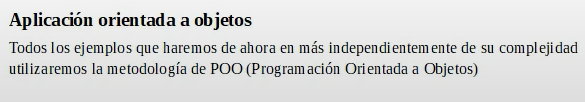 Aplicación orientada a objetos
Todos los ejemplos que haremos de ahora en más independientemente de su complejidad
utilizaremos la metodología de POO (Programación Orientada a Objetos)